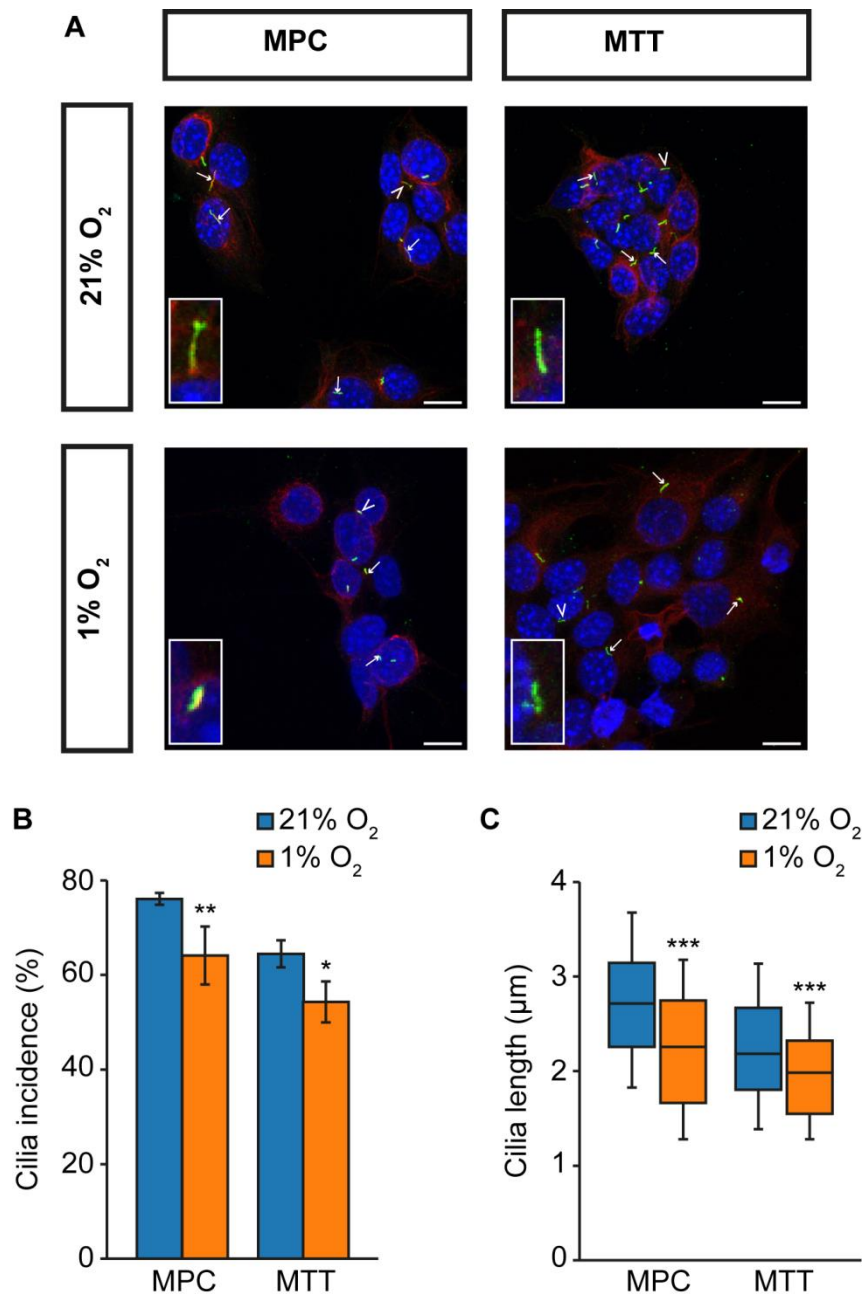 A
MPC
MTT
21% O₂
1% O₂
B
21% O₂
1% O₂
Cilia incidence (%)
80
60
40
20
0
**
*
MPC
MTT
C
21% O₂
1% O₂
Cilia length (µm)
4
3
2
1
0
***
***
MPC
MTT